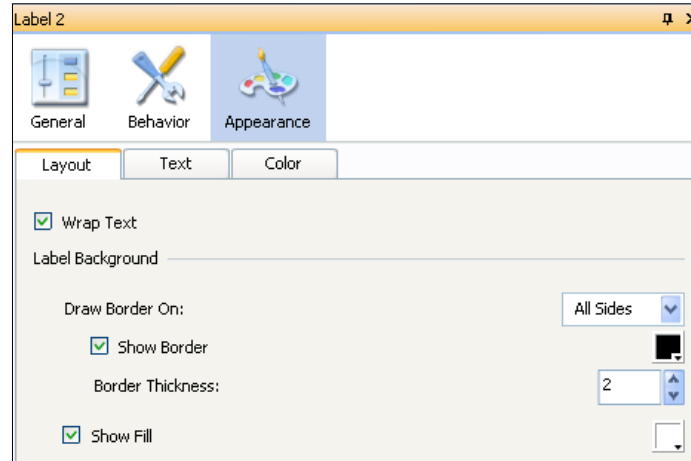 Label 2
General Behavior Appearance
Layout Text Color
Wrap Text
Label Background
Draw Border On: All Sides
Show Border
Border Thickness: 2
Show Fill